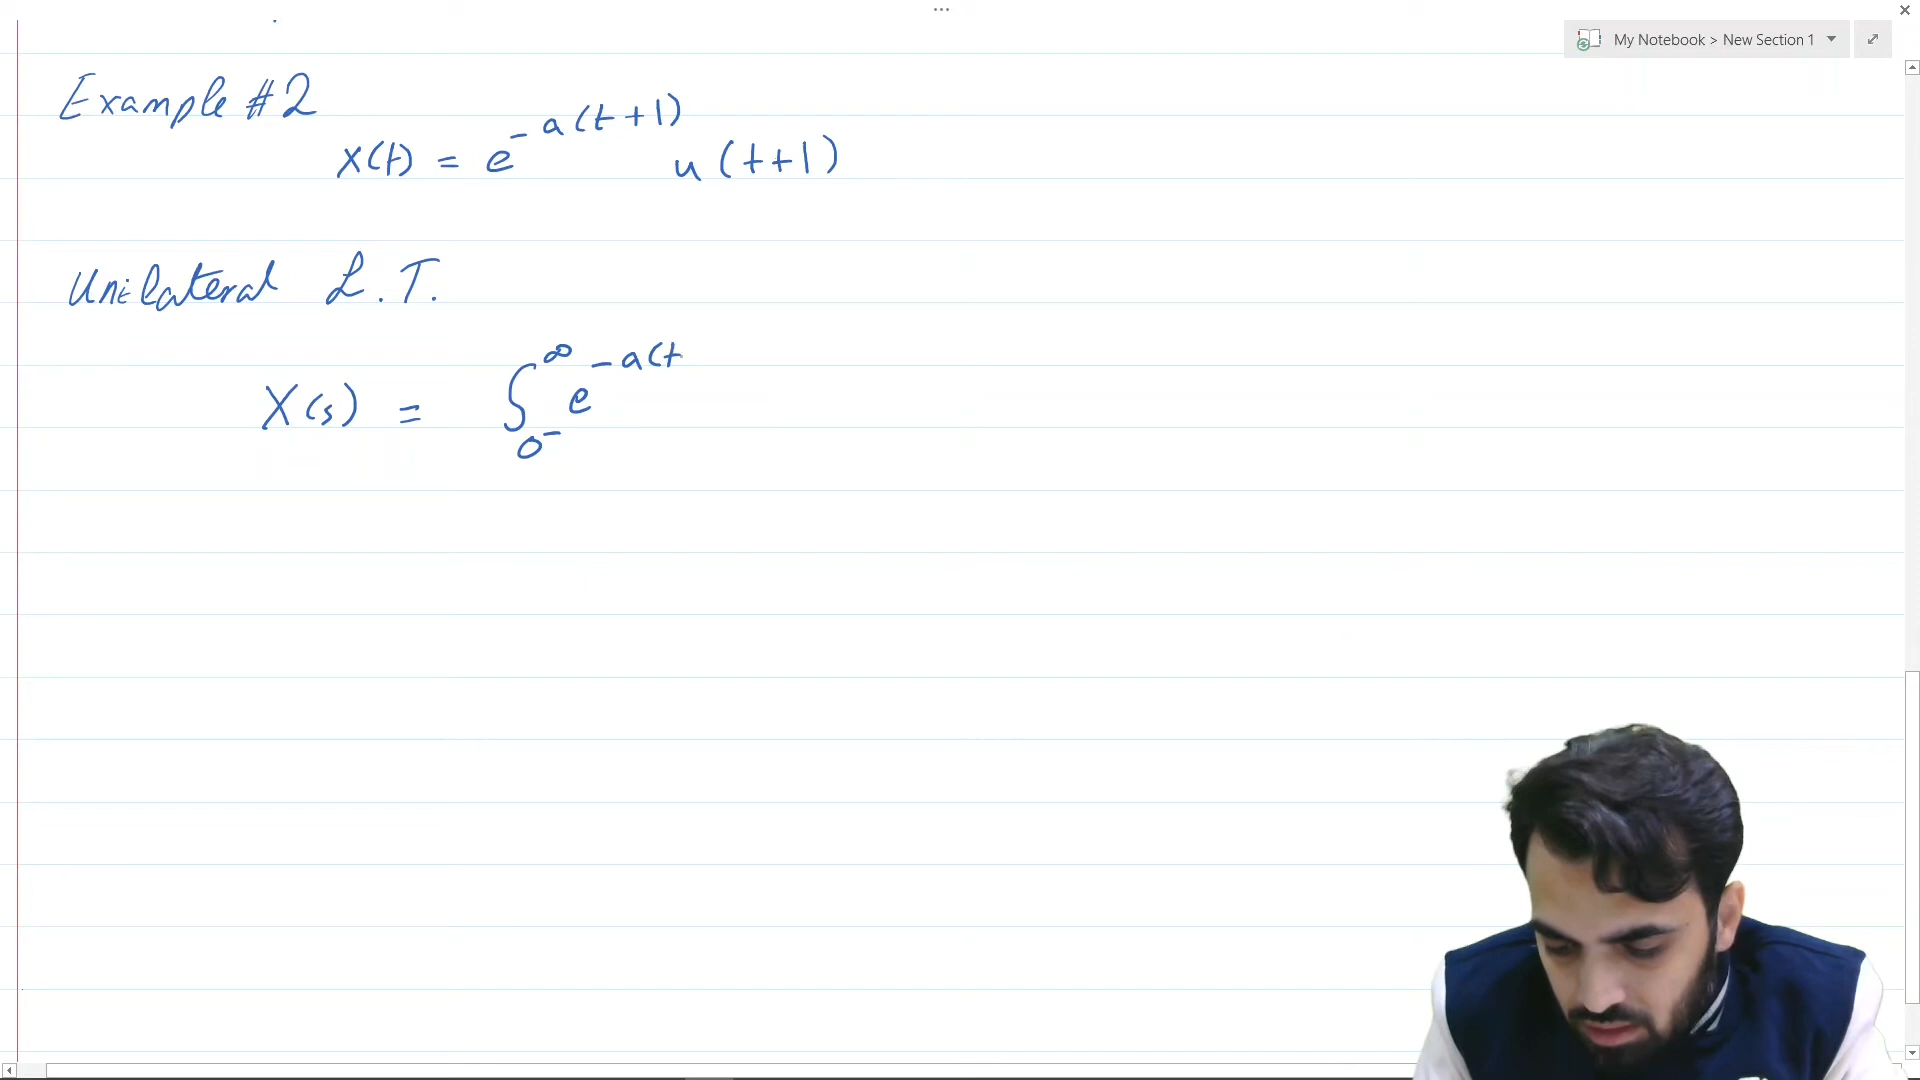 My Notebook > New Section 1
Example #2
x(t) = e^{-a(t+1)} u(t+1)
Unilateral L.T.
X(s) = ∫_{0^-}^{∞} e^{-a(t